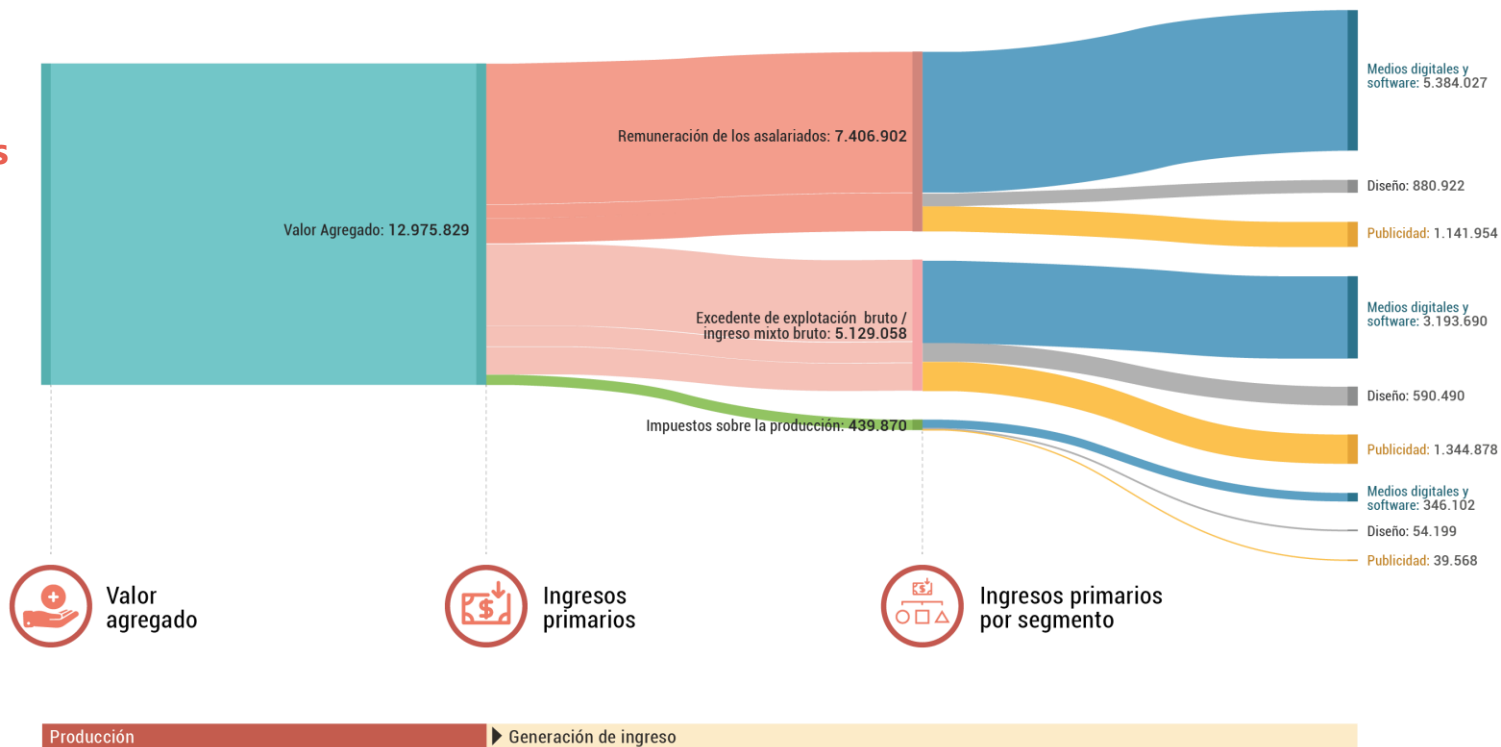 s
Valor Agregado: 12.975.829
Remuneración de los asalariados: 7.406.902
Excedente de explotación bruto /
ingreso mixto bruto: 5.129.058
Impuestos sobre la producción: 439.870
Medios digitales y
software: 5.384.027
Diseño: 880.922
Publicidad: 1.141.954
Medios digitales y
software: 3.193.690
Diseño: 590.490
Publicidad: 1.344.878
Medios digitales y
software: 346.102
Diseño: 54.199
Publicidad: 39.568
Valor
agregado
Ingresos
primarios
Ingresos primarios
por segmento
Producción
Generación de ingreso